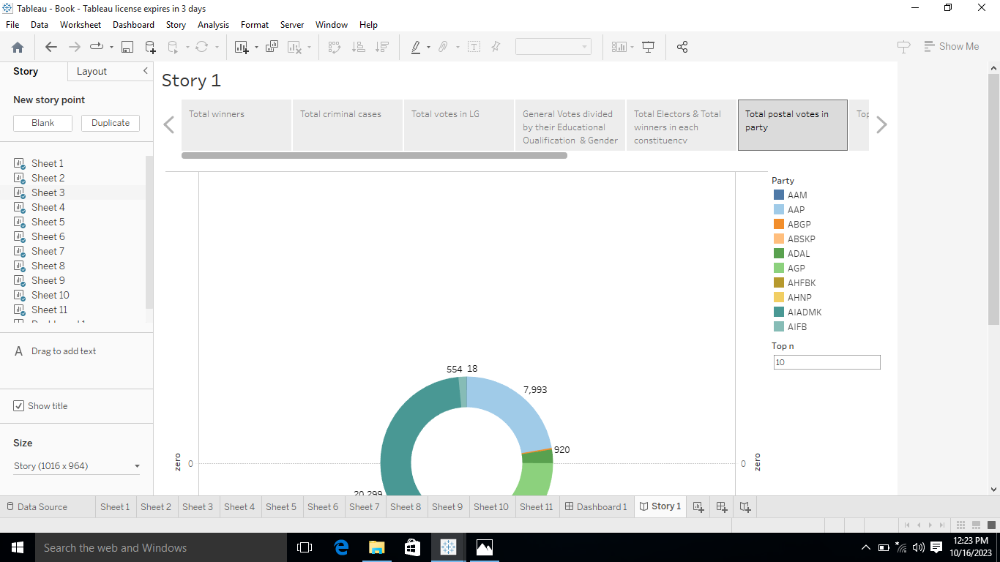 Tableau - Book - Tableau license expires in 3 days
File Data Worksheet Dashboard Story Analysis Format Server Window Help
Show Me
Story Layout
New story point
Blank Duplicate
Sheet 1
Sheet 2
Sheet 3
Sheet 4
Sheet 5
Sheet 6
Sheet 7
Sheet 8
Sheet 9
Sheet 10
Sheet 11
A Drag to add text
Show title
Size
Story (1016 x 964)
Story 1
Total winners
Total criminal cases
Total votes in LG
General Votes divided
by their Educational
Qualification & Gender
Total Electors & Total
winners in each
constituency
Total postal votes in
party
Top
Party
AAM
AAP
ABGP
ABSKP
ADAL
AGP
AHFBK
AHNP
AIADMK
AIFB
Top n
10
554 18
7,993
920
zero 0
0 zero
20,299
Data Source Sheet 1 Sheet 2 Sheet 3 Sheet 4 Sheet 5 Sheet 6 Sheet 7 Sheet 8 Sheet 9 Sheet 10 Sheet 11 Dashboard 1 Story 1
Search the web and Windows
12:23 PM
10/16/2023